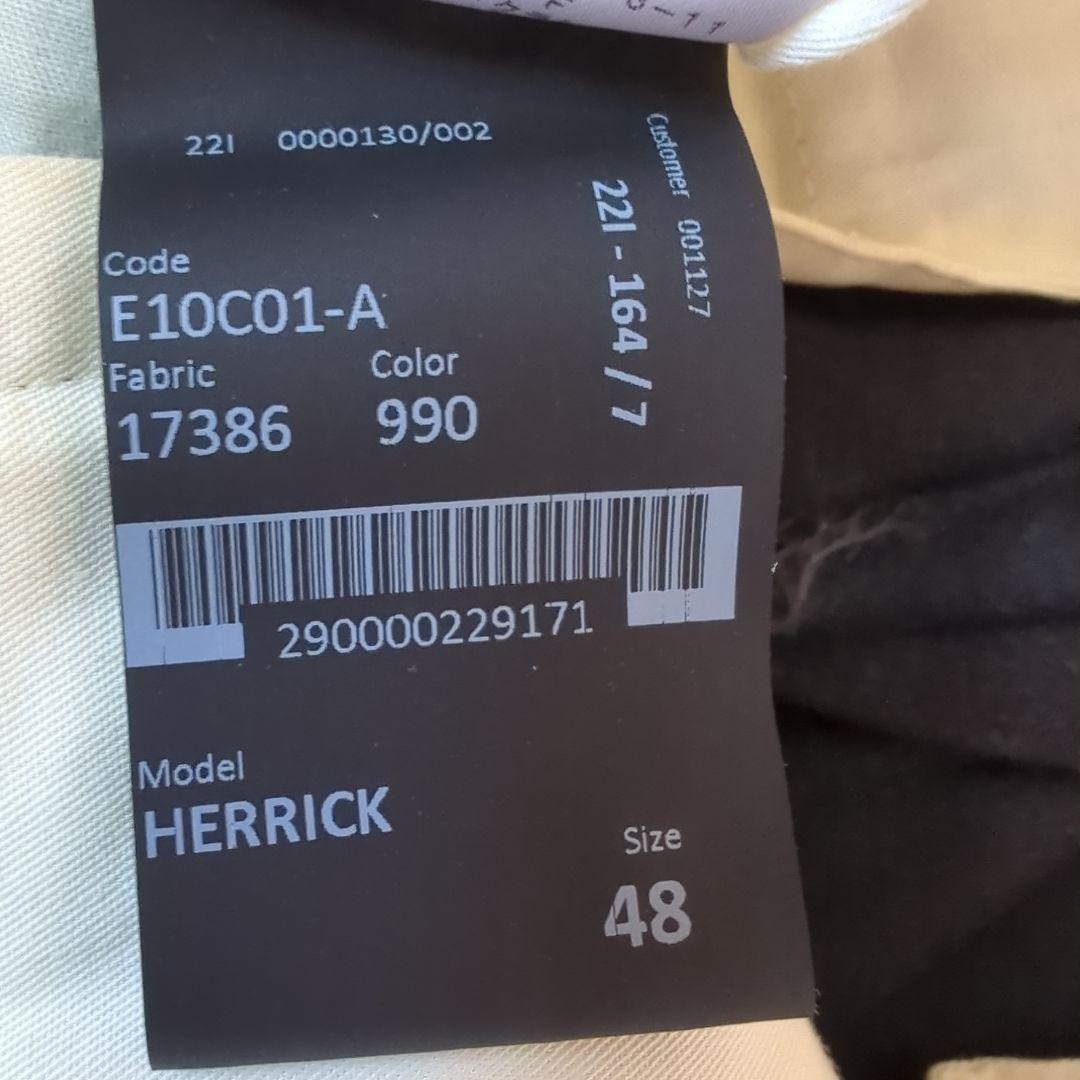 22I 0000130/002
Customer 001127
22I - 164 / 7
Code
E10C01-A
Fabric Color
17386 990
290000229171
Model
HERRICK
Size
48